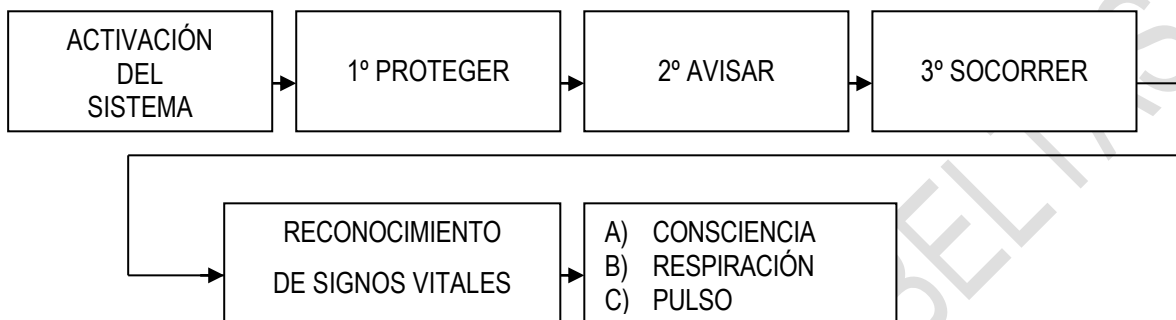 ACTIVACIÓN
DEL
SISTEMA
1º PROTEGER
2º AVISAR
3º SOCORRER
RECONOCIMIENTO
DE SIGNOS VITALES
A) CONSCIENCIA
B) RESPIRACIÓN
C) PULSO